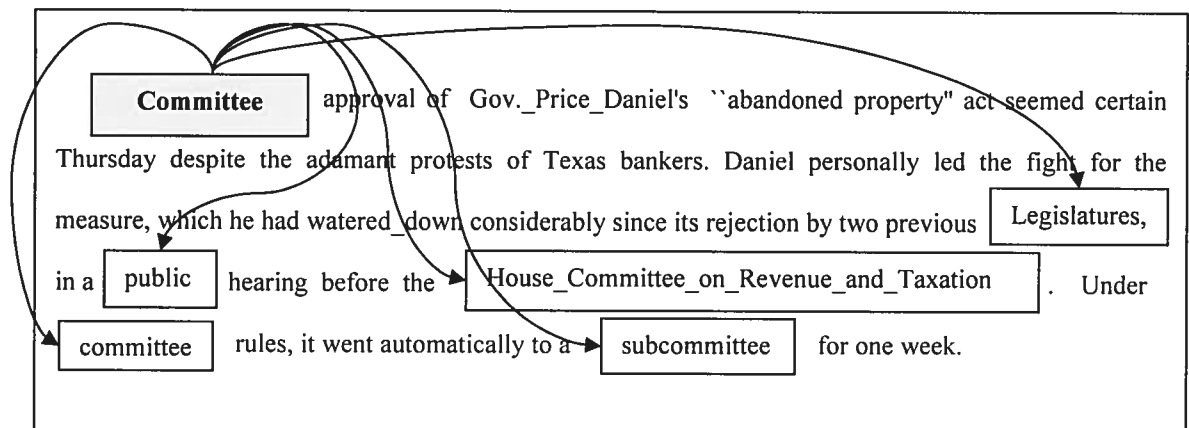 Committee approval of Gov._Price_Daniel's ``abandoned property" act seemed certain
Thursday despite the adamant protests of Texas bankers. Daniel personally led the fight for the
measure, which he had watered_down considerably since its rejection by two previous Legislatures,
in a public hearing before the House_Committee_on_Revenue_and_Taxation . Under
committee rules, it went automatically to a subcommittee for one week.